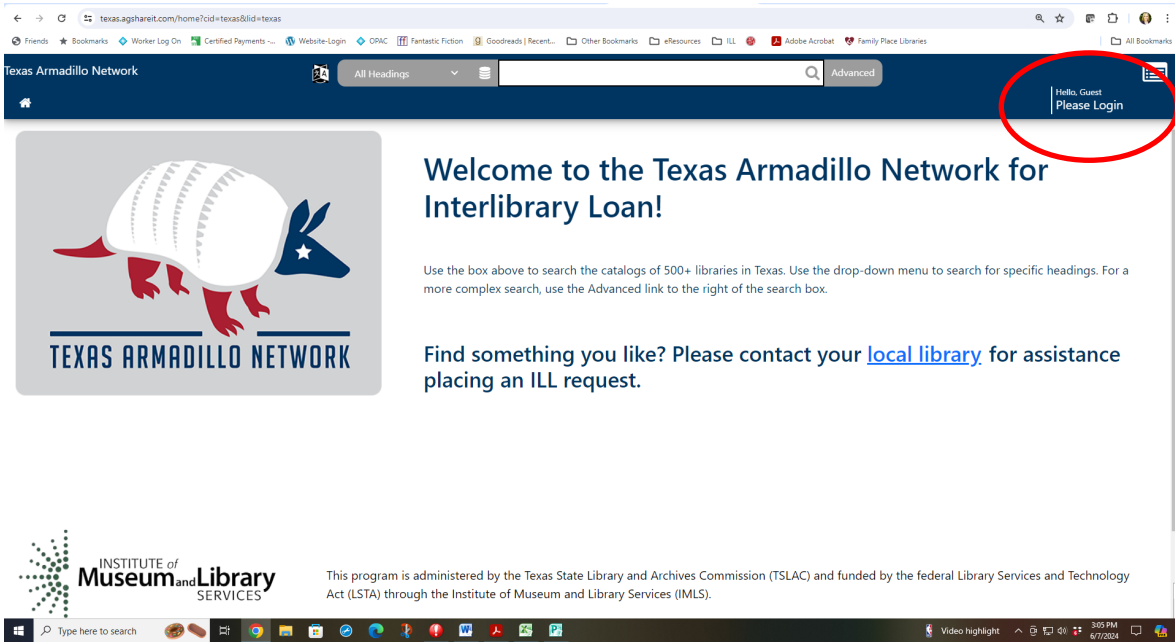 texas.agshareit.com/home?cid=texas&lid=texas
Friends Bookmarks Worker Log On Certified Payments -... Website-Login OPAC Fantastic Fiction Goodreads | Recent... Other Bookmarks eResources ILL Adobe Acrobat Family Place Libraries All Bookmarks
Texas Armadillo Network
All Headings
Advanced
Hello, Guest
Please Login
Welcome to the Texas Armadillo Network for
Interlibrary Loan!
Use the box above to search the catalogs of 500+ libraries in Texas. Use the drop-down menu to search for specific headings. For a
more complex search, use the Advanced link to the right of the search box.
TEXAS ARMADILLO NETWORK
Find something you like? Please contact your local library for assistance
placing an ILL request.
INSTITUTE of
Museum and Library
SERVICES
This program is administered by the Texas State Library and Archives Commission (TSLAC) and funded by the federal Library Services and Technology
Act (LSTA) through the Institute of Museum and Library Services (IMLS).
Type here to search
Video highlight
3:05 PM
6/7/2024